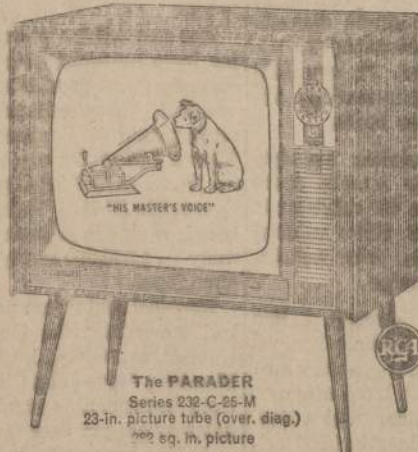 "HIS MASTER'S VOICE"
RCA
The PARADER
Series 232-C-25-M
23-in. picture tube (over. diag.)
sq. in. picture